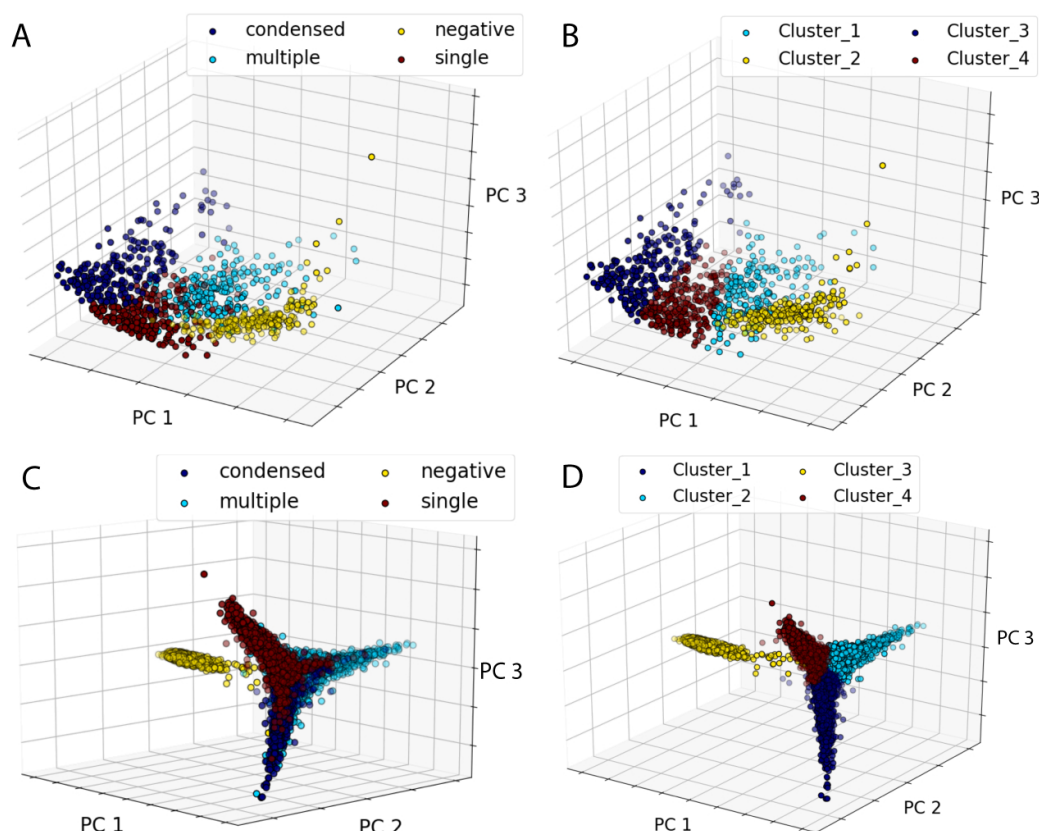 A
condensed negative
multiple single
PC 3
PC 2
PC 1
B
Cluster_1 Cluster_3
Cluster_2 Cluster_4
PC 3
PC 2
PC 1
C
condensed negative
multiple single
PC 3
PC 1 PC 2
D
Cluster_1 Cluster_3
Cluster_2 Cluster_4
PC 3
PC 2
PC 1